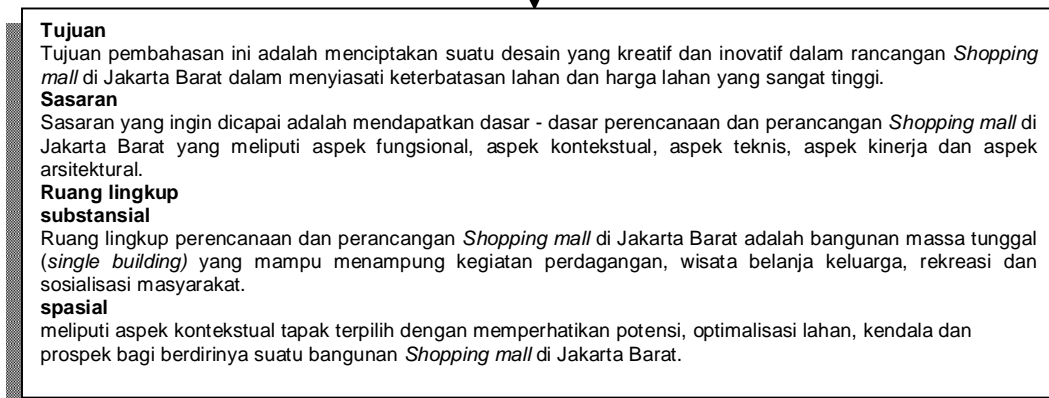 Tujuan
Tujuan pembahasan ini adalah menciptakan suatu desain yang kreatif dan inovatif dalam rancangan Shopping
mall di Jakarta Barat dalam menyiasati keterbatasan lahan dan harga lahan yang sangat tinggi.
Sasaran
Sasaran yang ingin dicapai adalah mendapatkan dasar - dasar perencanaan dan perancangan Shopping mall di
Jakarta Barat yang meliputi aspek fungsional, aspek kontekstual, aspek teknis, aspek kinerja dan aspek
arsitektural.
Ruang lingkup
substansial
Ruang lingkup perencanaan dan perancangan Shopping mall di Jakarta Barat adalah bangunan massa tunggal
(single building) yang mampu menampung kegiatan perdagangan, wisata belanja keluarga, rekreasi dan
sosialisasi masyarakat.
spasial
meliputi aspek kontekstual tapak terpilih dengan memperhatikan potensi, optimalisasi lahan, kendala dan
prospek bagi berdirinya suatu bangunan Shopping mall di Jakarta Barat.